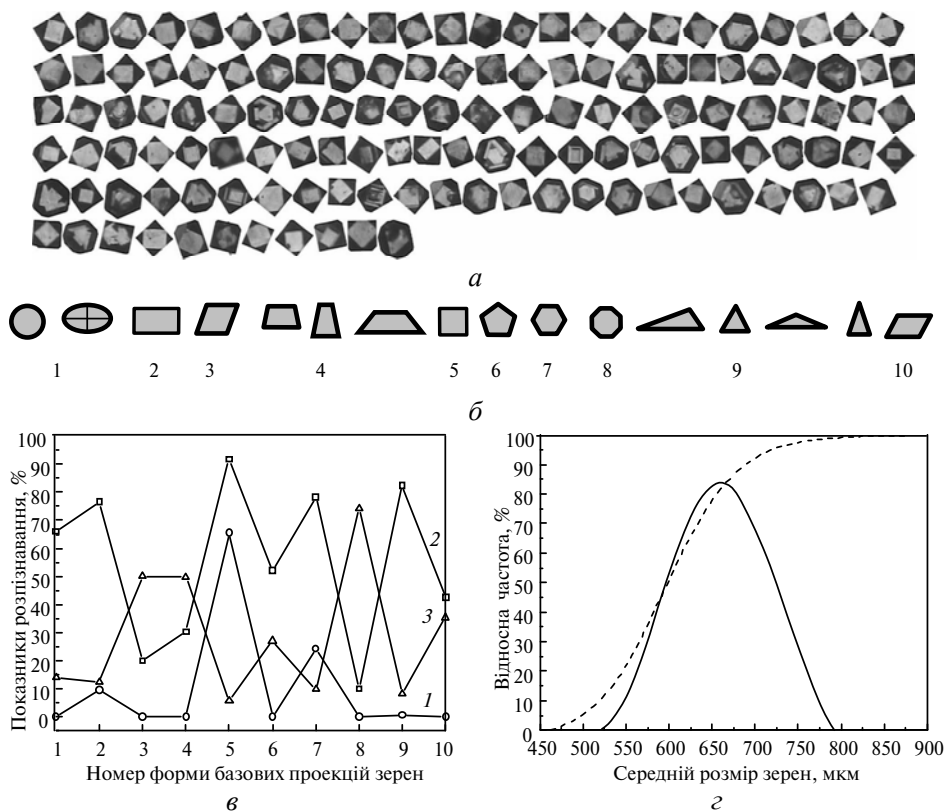 а
1 2 3 4 5 6 7 8 9 10
б
100
90
80
70
60
50
40
30
20
10
0
Показники розпізнавання, %
2
3
1
1 2 3 4 5 6 7 8 9 10
Номер форми базових проекцій зерен
в
100
90
80
70
60
50
40
30
20
10
0
Відносна частота, %
450 500 550 600 650 700 750 800 850 900
Середній розмір зерен, мкм
г